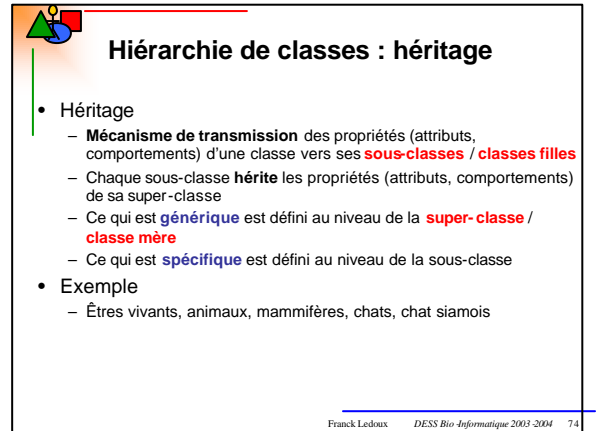 Hiérarchie de classes : héritage
• Héritage
– Mécanisme de transmission des propriétés (attributs,
comportements) d'une classe vers ses sous-classes / classes filles
– Chaque sous-classe hérite les propriétés (attributs, comportements)
de sa super-classe
– Ce qui est générique est défini au niveau de la super-classe /
classe mère
– Ce qui est spécifique est défini au niveau de la sous-classe
• Exemple
– Êtres vivants, animaux, mammifères, chats, chat siamois
Franck Ledoux DESS Bio-Informatique 2003-2004 74